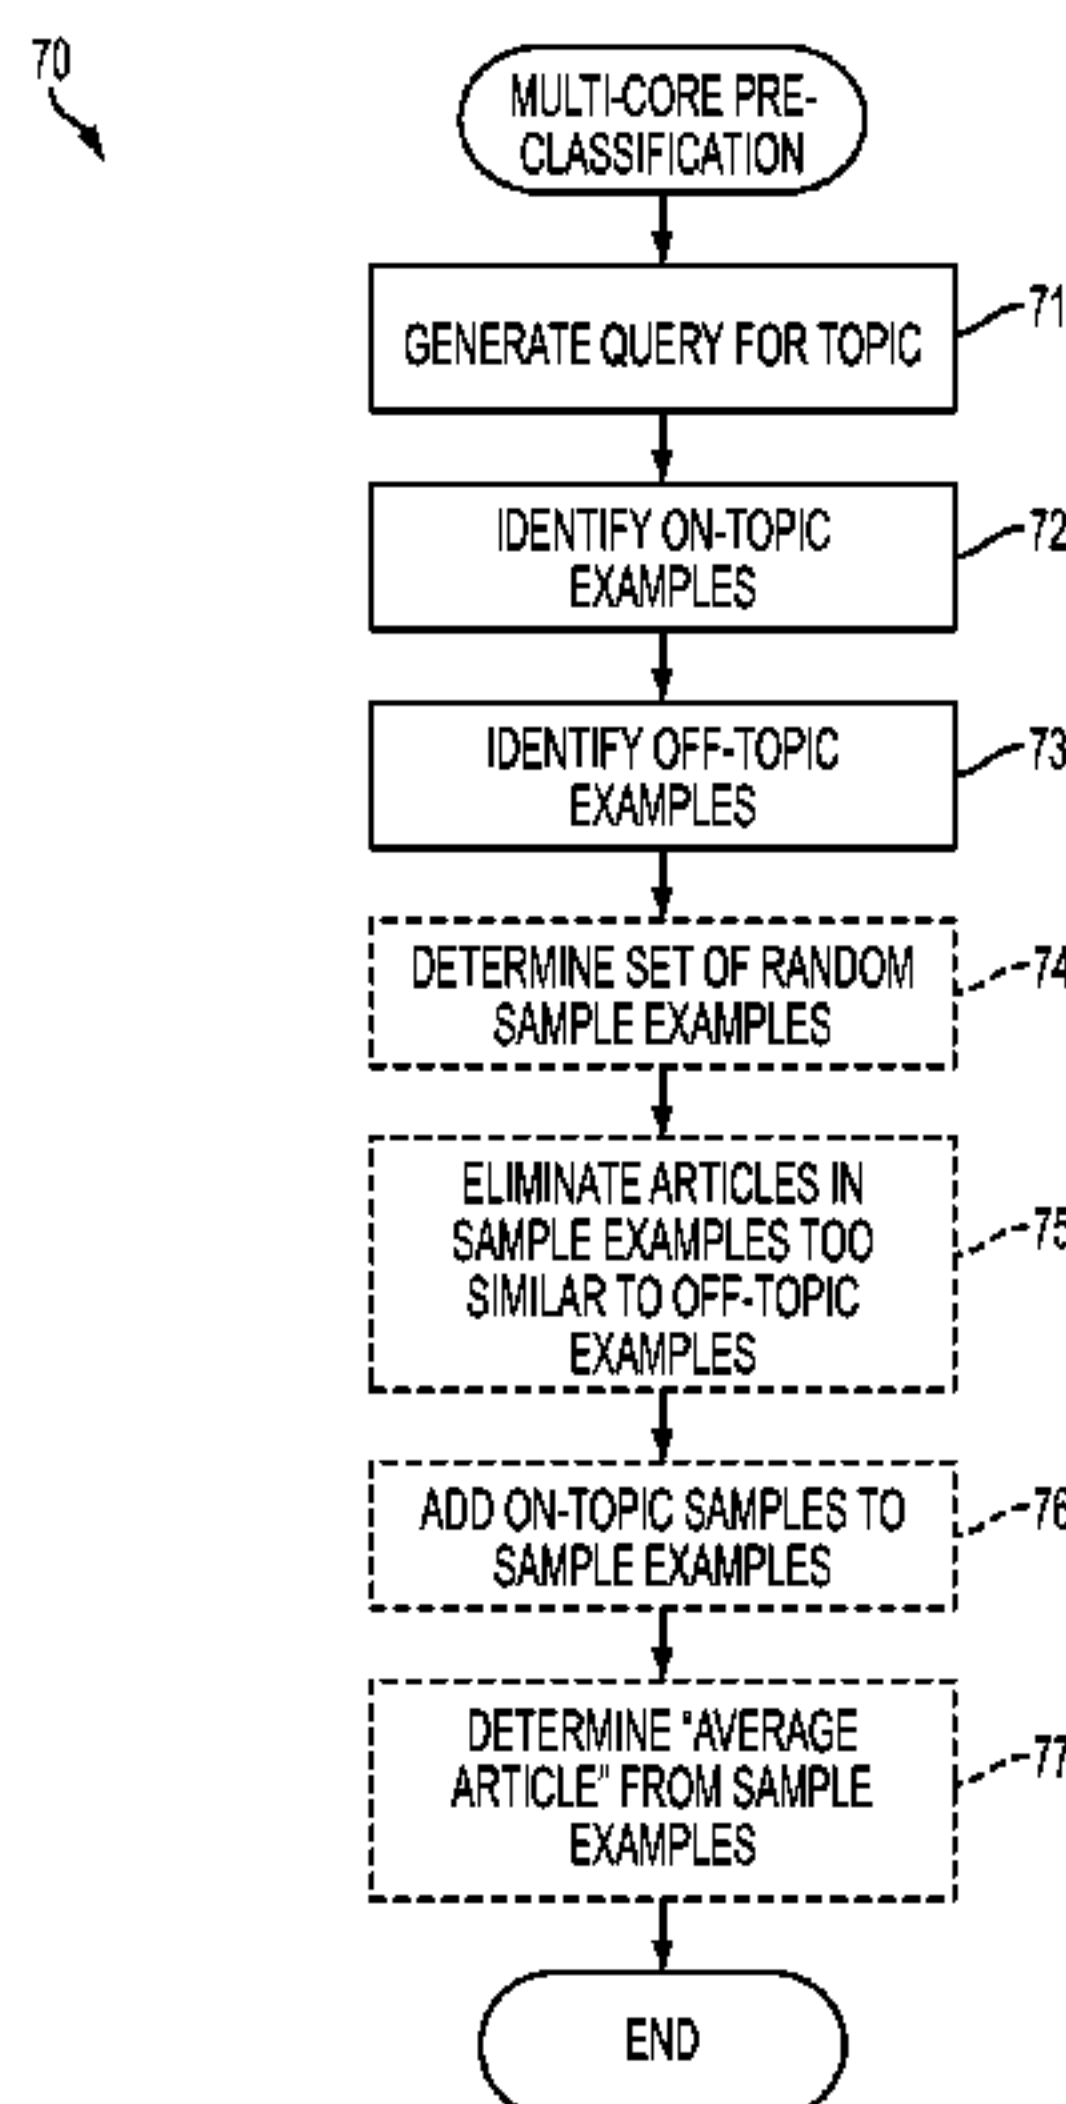 70
MULTI-CORE PRE-
CLASSIFICATION
GENERATE QUERY FOR TOPIC
71
IDENTIFY ON-TOPIC
EXAMPLES
72
IDENTIFY OFF-TOPIC
EXAMPLES
73
DETERMINE SET OF RANDOM
SAMPLE EXAMPLES
74
ELIMINATE ARTICLES IN
SAMPLE EXAMPLES TOO
SIMILAR TO OFF-TOPIC
EXAMPLES
75
ADD ON-TOPIC SAMPLES TO
SAMPLE EXAMPLES
76
DETERMINE "AVERAGE
ARTICLE" FROM SAMPLE
EXAMPLES
77
END